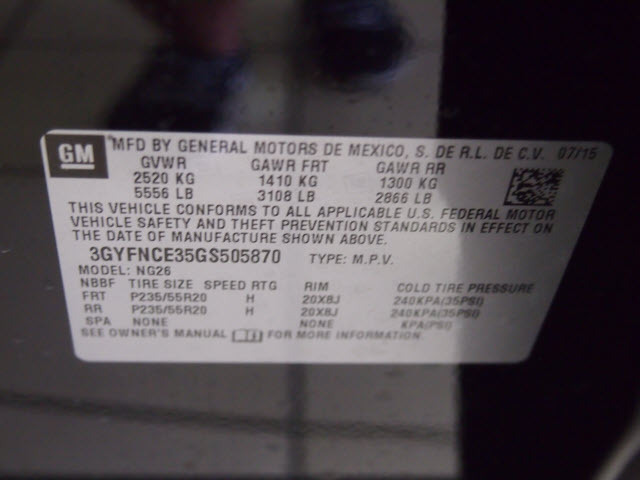 GM
MFD BY GENERAL MOTORS DE MEXICO, S. DE R.L. DE C.V. 07/15
GVWR GAWR FRT GAWR RR
2520 KG 1410 KG 1300 KG
5556 LB 3108 LB 2866 LB
THIS VEHICLE CONFORMS TO ALL APPLICABLE U.S. FEDERAL MOTOR
VEHICLE SAFETY AND THEFT PREVENTION STANDARDS IN EFFECT ON
THE DATE OF MANUFACTURE SHOWN ABOVE.
3GYFNCE35GS505870 TYPE: M.P.V.
MODEL: NG26
NBBF TIRE SIZE SPEED RTG RIM COLD TIRE PRESSURE
FRT P235/55R20 H 20X8J 240KPA(35PSI)
RR P235/55R20 H 20X8J 240KPA(35PSI)
SPA NONE NONE KPA(PSI)
SEE OWNER'S MANUAL FOR MORE INFORMATION.